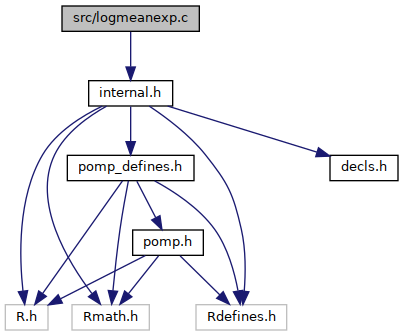 src/logmeanexp.c
internal.h
pomp_defines.h
decls.h
pomp.h
R.h
Rmath.h
Rdefines.h